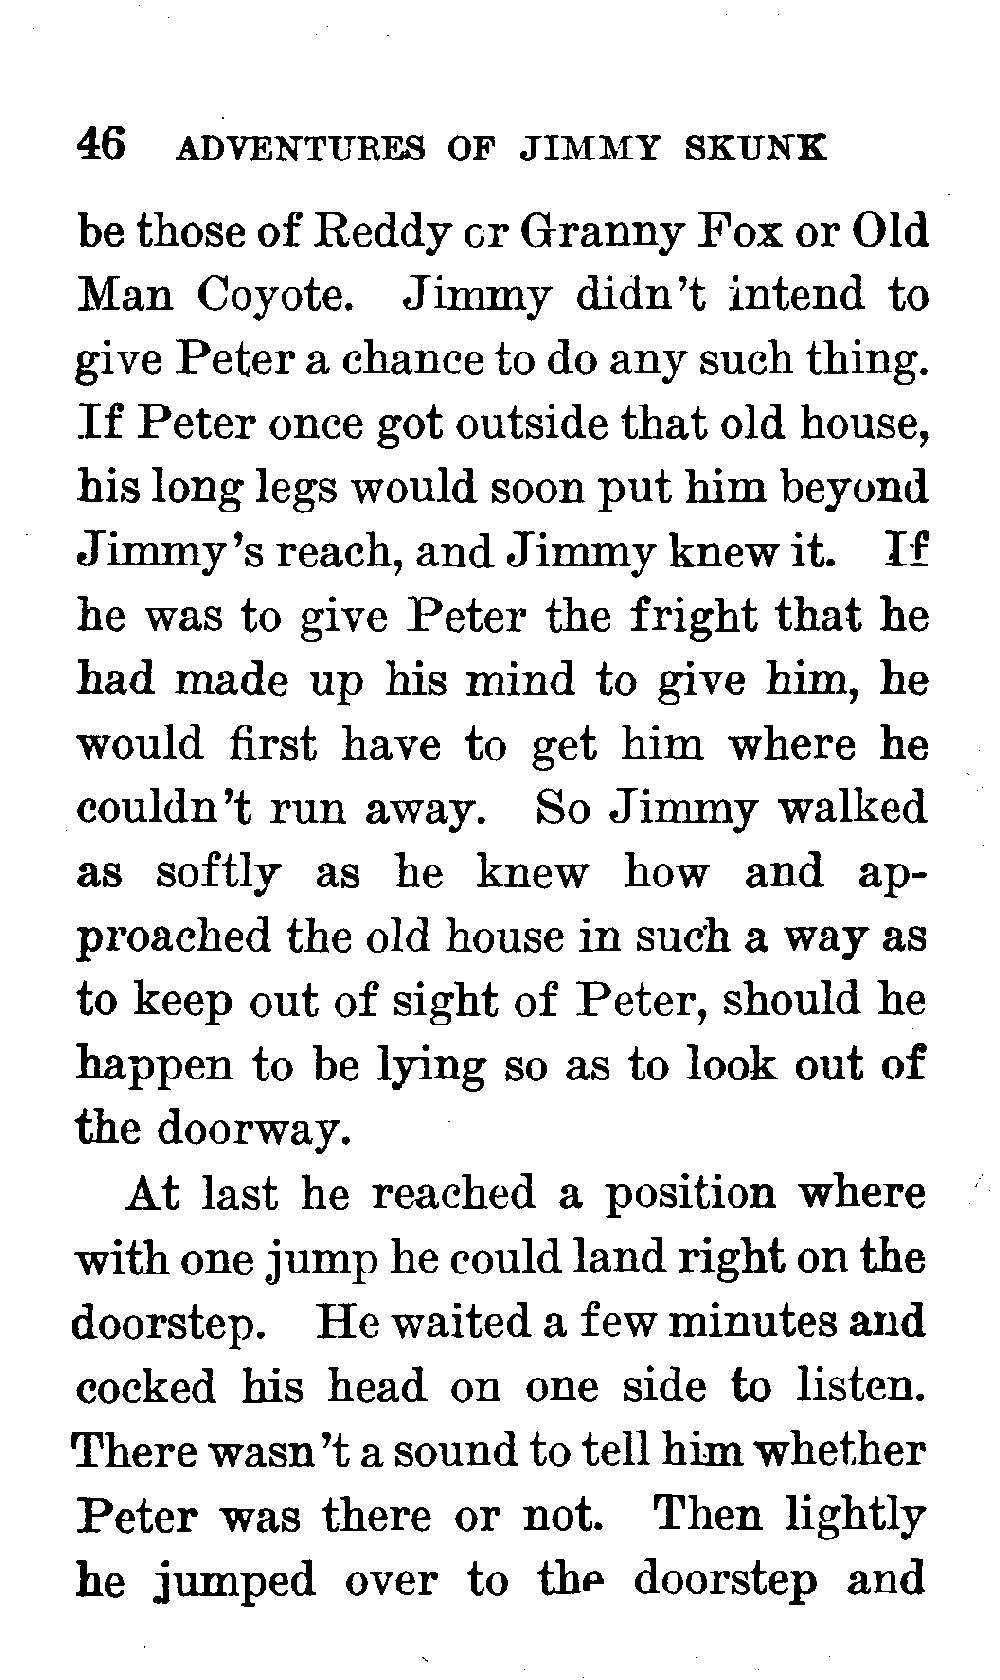 46 ADVENTURES OF JIMMY SKUNK
be those of Reddy or Granny Fox or Old
Man Coyote. Jimmy didn't intend to
give Peter a chance to do any such thing.
If Peter once got outside that old house,
his long legs would soon put him beyond
Jimmy's reach, and Jimmy knew it. If
he was to give Peter the fright that he
had made up his mind to give him, he
would first have to get him where he
couldn't run away. So Jimmy walked
as softly as he knew how and ap-
proached the old house in such a way as
to keep out of sight of Peter, should he
happen to be lying so as to look out of
the doorway.
At last he reached a position where
with one jump he could land right on the
doorstep. He waited a few minutes and
cocked his head on one side to listen.
There wasn't a sound to tell him whether
Peter was there or not. Then lightly
he jumped over to the doorstep and